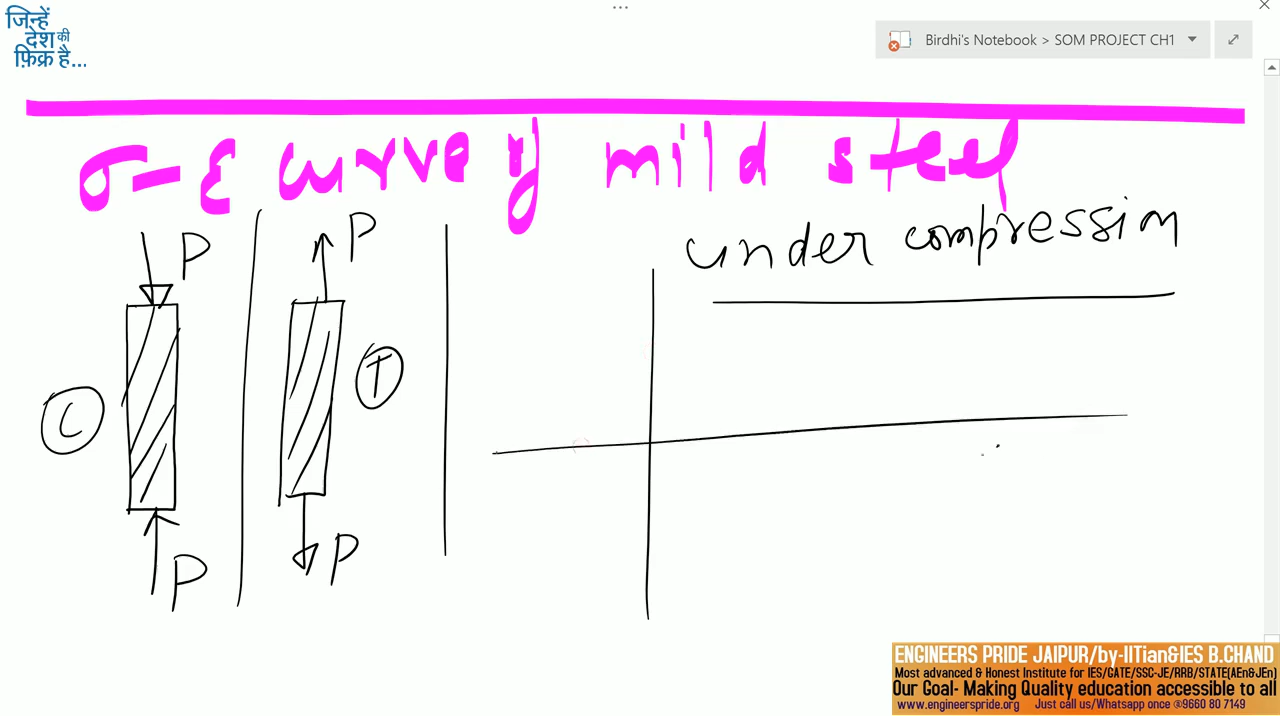 जिन्हें
देश की
फ़िक्र है...
...
Birdhi's Notebook > SOM PROJECT CH1
σ-ε curve of mild steel
under compression
P
P
C
T
P
P
ENGINEERS PRIDE JAIPUR/by-IITian&IES B.CHAND
Most advanced & Honest Institute for IES/GATE/SSC-JE/RRB/STATE(AEn&JEn)
Our Goal- Making Quality education accessible to all
www.engineerspride.org Just call us/Whatsapp once @9660 80 7149